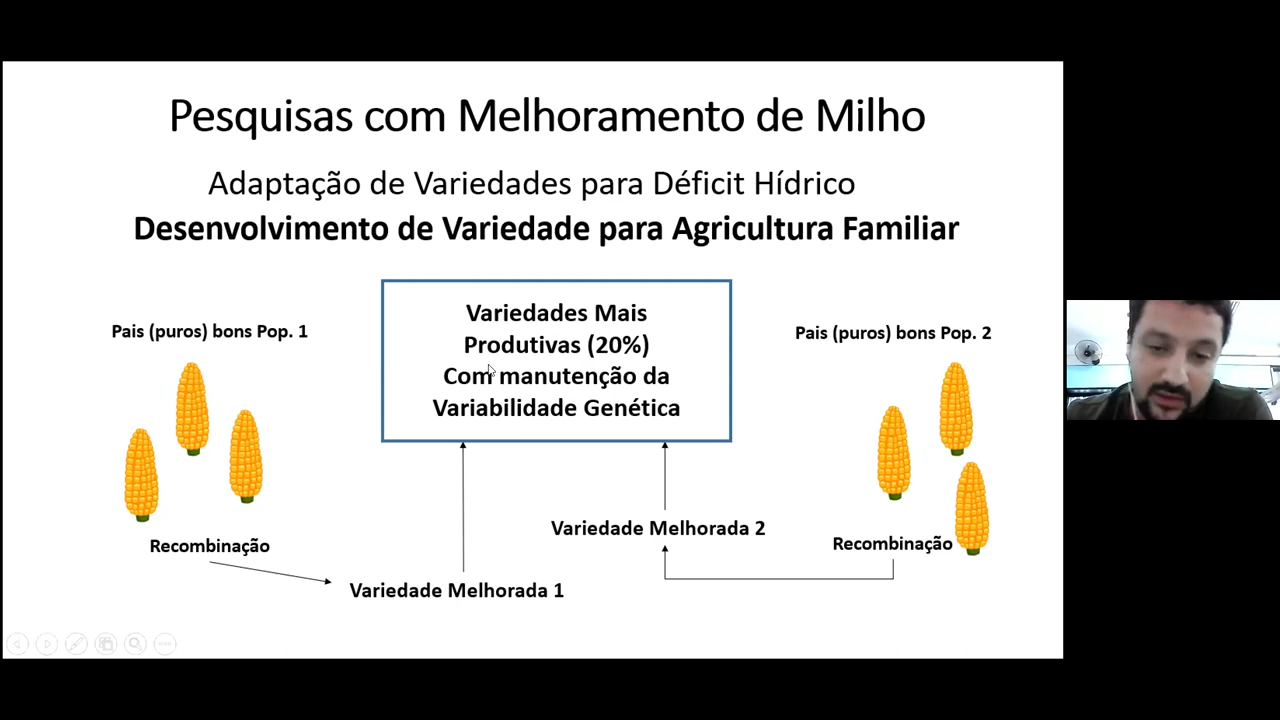 Pesquisas com Melhoramento de Milho
Adaptação de Variedades para Déficit Hídrico
Desenvolvimento de Variedade para Agricultura Familiar
Variedades Mais
Produtivas (20%)
Com manutenção da
Variabilidade Genética
Pais (puros) bons Pop. 1
Pais (puros) bons Pop. 2
Recombinação
Variedade Melhorada 1
Variedade Melhorada 2
Recombinação